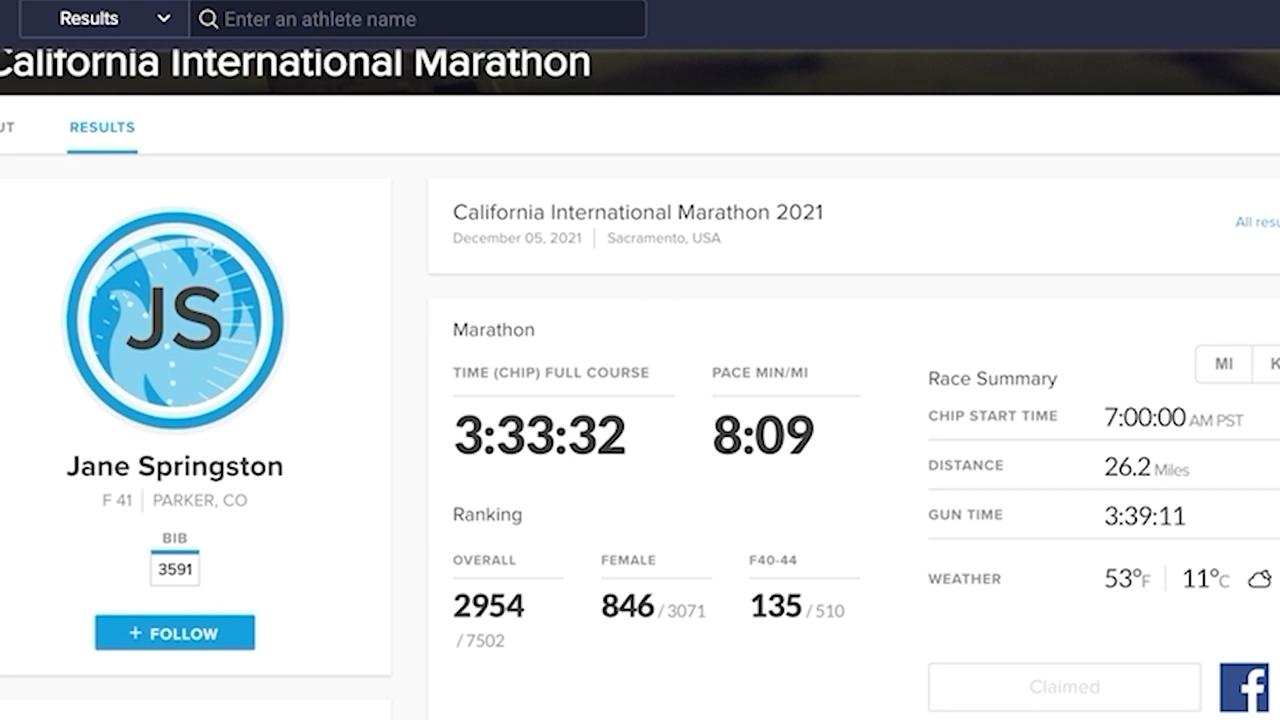 Results
Enter an athlete name
California International Marathon
UT
RESULTS
JS
Jane Springston
F 41 | PARKER, CO
BIB
3591
+ FOLLOW
California International Marathon 2021
December 05, 2021 | Sacramento, USA
All resu
Marathon
TIME (CHIP) FULL COURSE
3:33:32
PACE MIN/MI
8:09
Ranking
OVERALL
2954
/ 7502
FEMALE
846 / 3071
F40-44
135 / 510
MI K
Race Summary
CHIP START TIME 7:00:00 AM PST
DISTANCE 26.2 Miles
GUN TIME 3:39:11
WEATHER 53°F | 11°C
Claimed
f